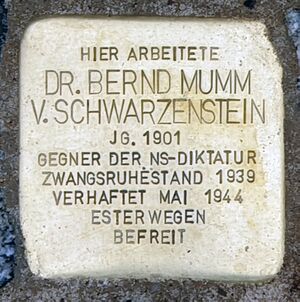 HIER ARBEITETE
DR. BERND MUMM
V. SCHWARZENSTEIN
JG. 1901
GEGNER DER NS-DIKTATUR
ZWANGSRUHESTAND 1939
VERHAFTET MAI 1944
ESTERWEGEN
BEFREIT